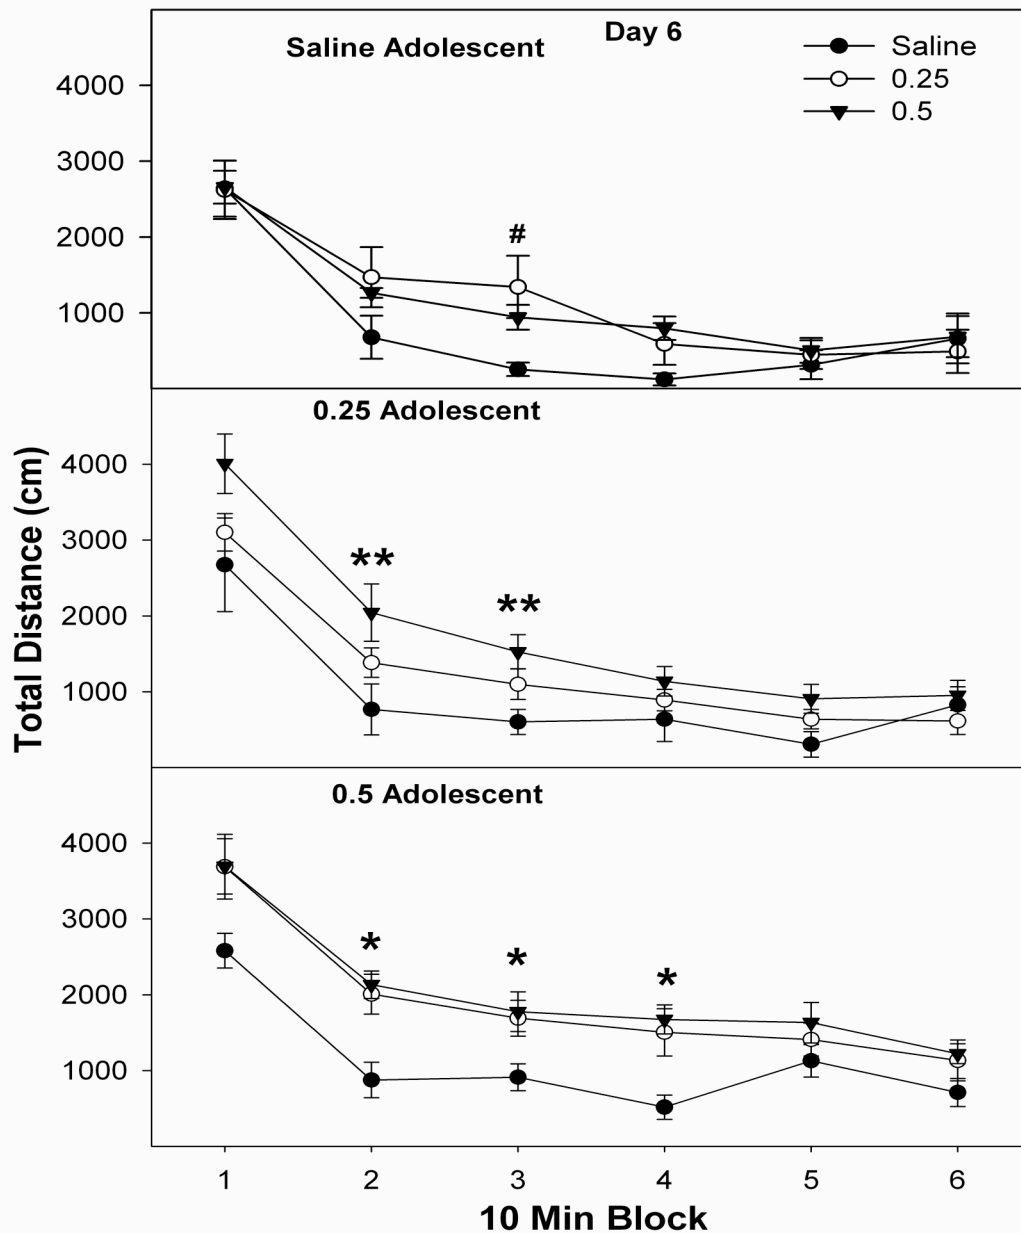 Day 6
Saline Adolescent
Saline
0.25
0.5
4000
3000
2000
1000
#
0.25 Adolescent
4000
3000
2000
1000
**
**
0.5 Adolescent
4000
3000
2000
1000
*
*
*
Total Distance (cm)
1 2 3 4 5 6
10 Min Block